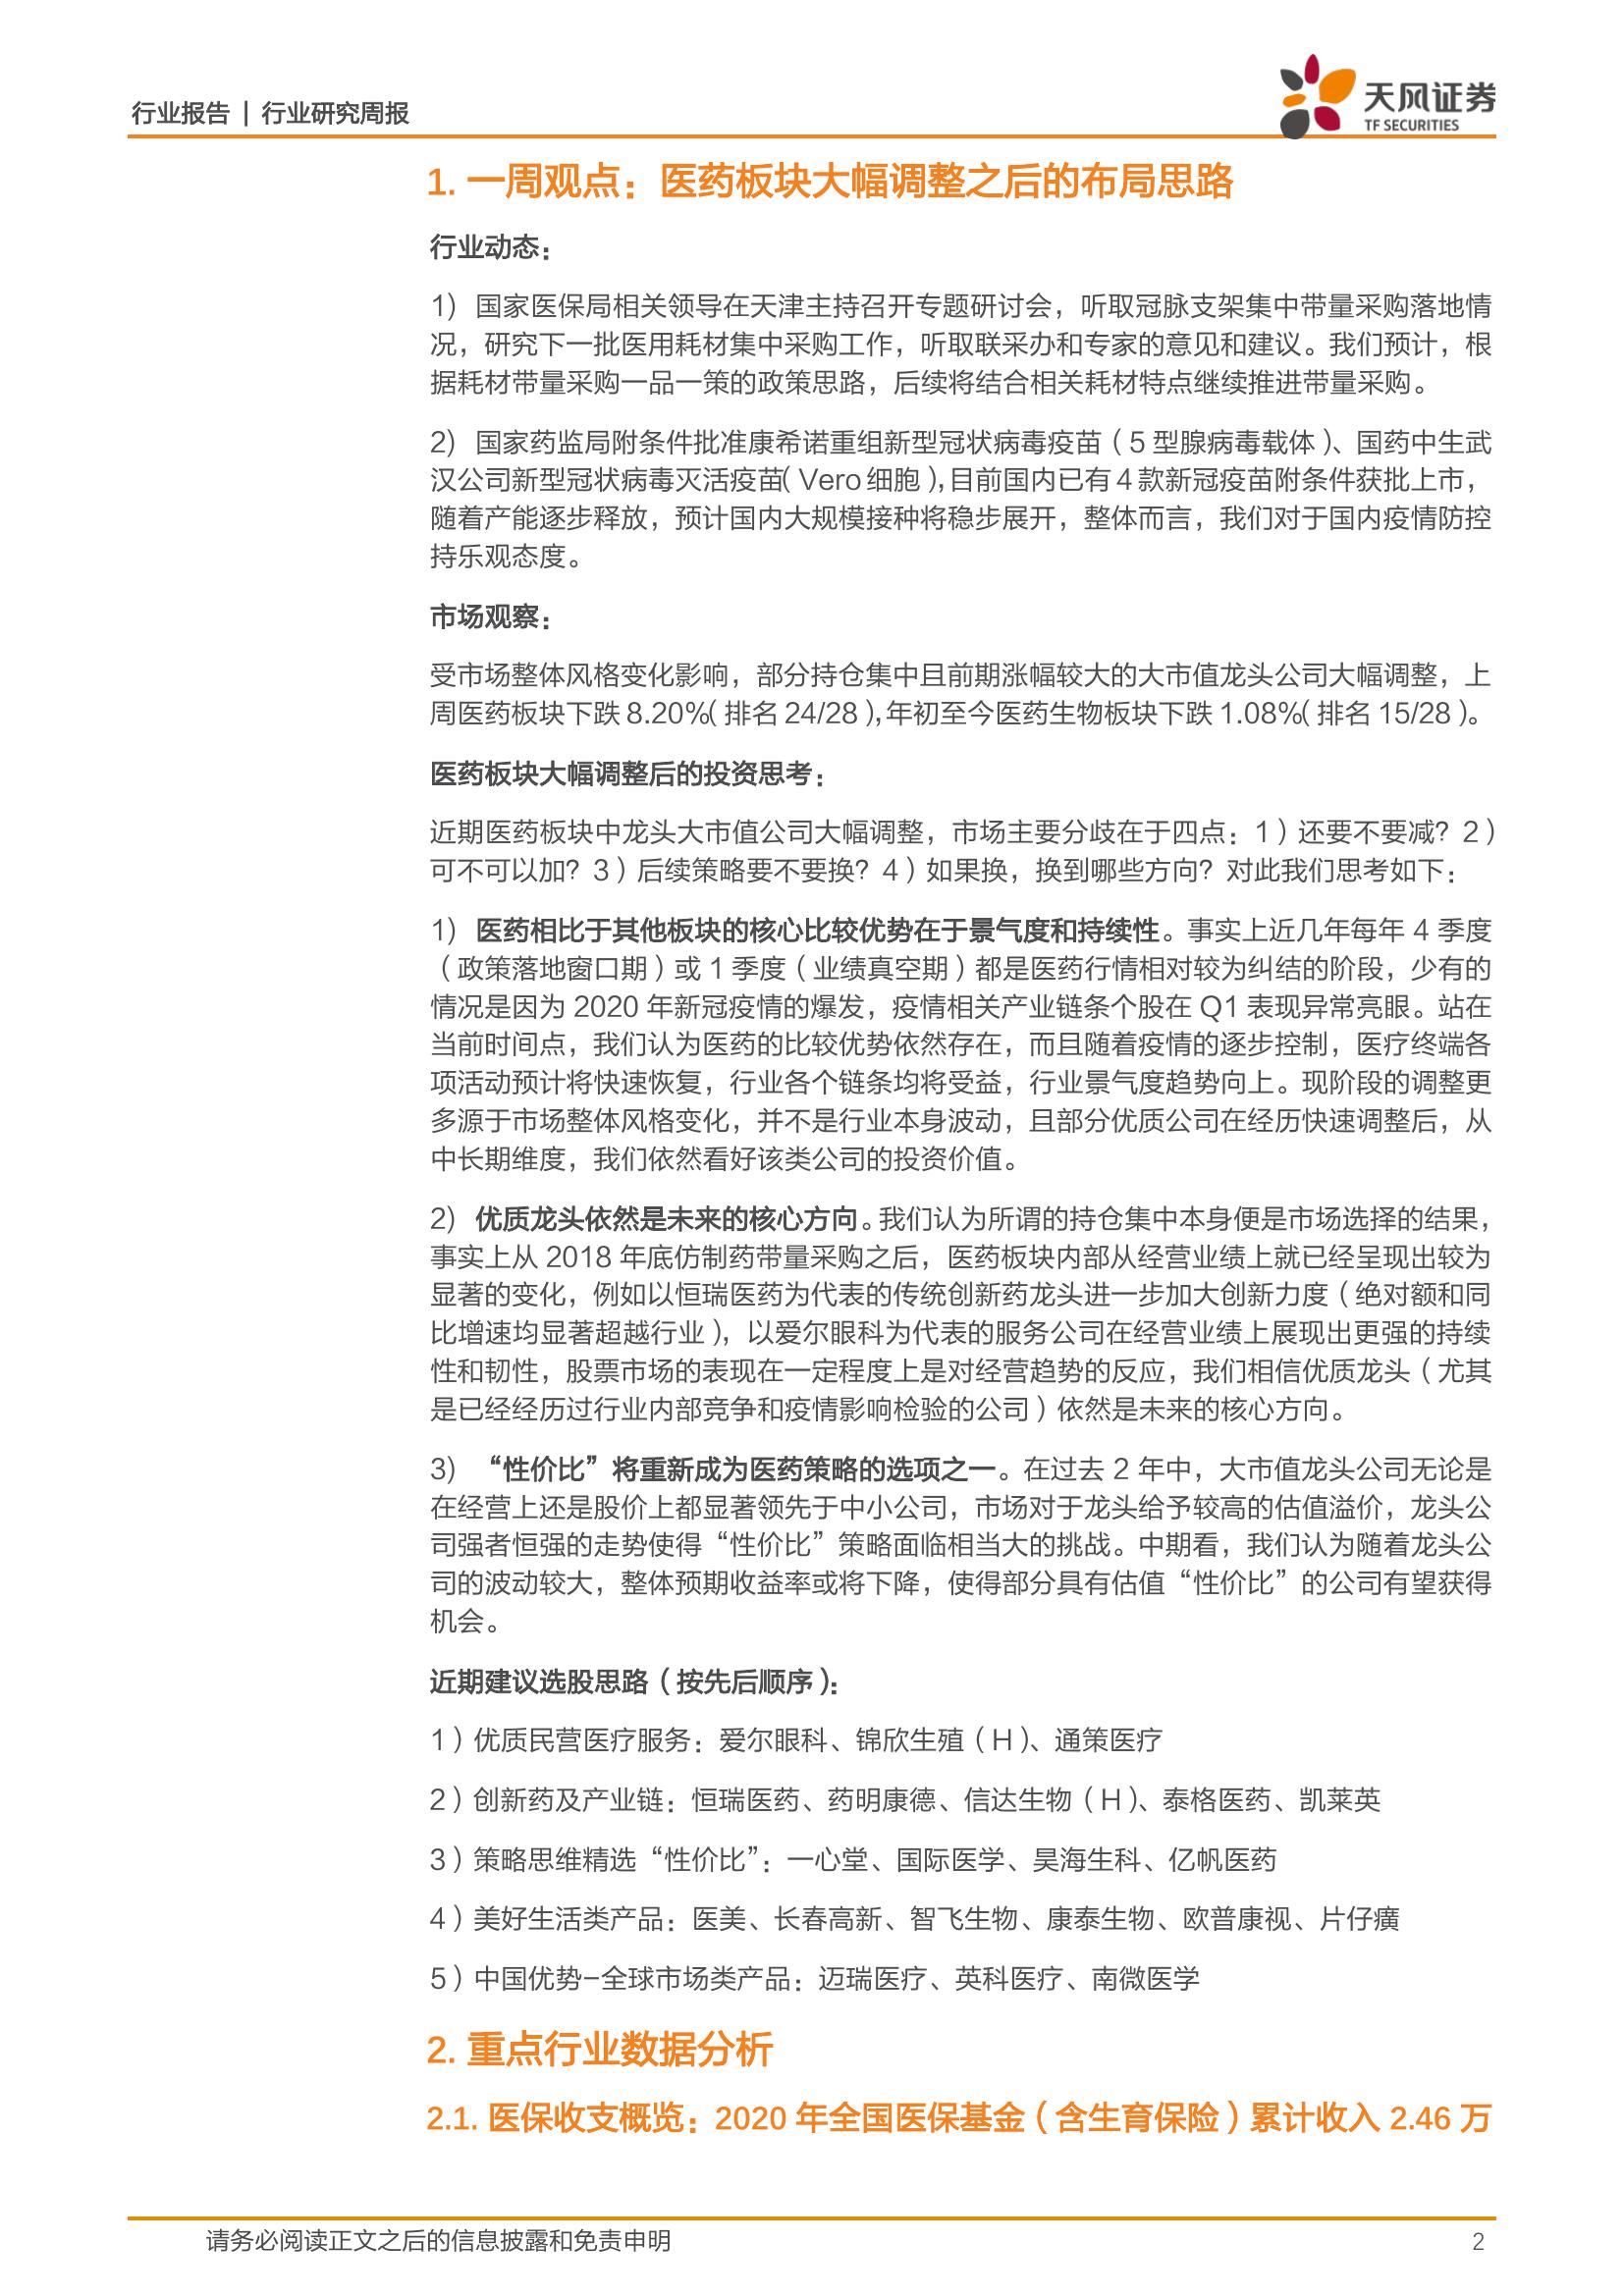 行业报告 | 行业研究周报
天风证券
TF SECURITIES
1. 一周观点：医药板块大幅调整之后的布局思路
行业动态：
1) 国家医保局相关领导在天津主持召开专题研讨会，听取冠脉支架集中带量采购落地情
况，研究下一批医用耗材集中采购工作，听取联采办和专家的意见和建议。我们预计，根
据耗材带量采购一品一策的政策思路，后续将结合相关耗材特点继续推进带量采购。
2) 国家药监局附条件批准康希诺重组新型冠状病毒疫苗（5 型腺病毒载体）、国药中生武
汉公司新型冠状病毒灭活疫苗（Vero 细胞），目前国内已有 4 款新冠疫苗附条件获批上市，
随着产能逐步释放，预计国内大规模接种将稳步展开，整体而言，我们对于国内疫情防控
持乐观态度。
市场观察：
受市场整体风格变化影响，部分持仓集中且前期涨幅较大的大市值龙头公司大幅调整，上
周医药板块下跌 8.20%（排名 24/28），年初至今医药生物板块下跌 1.08%（排名 15/28）。
医药板块大幅调整后的投资思考：
近期医药板块中龙头大市值公司大幅调整，市场主要分歧在于四点：1）还要不要减？2）
可不可以加？3）后续策略要不要换？4）如果换，换到哪些方向？对此我们思考如下：
1) 医药相比于其他板块的核心比较优势在于景气度和持续性。事实上近几年每年 4 季度
（政策落地窗口期）或 1 季度（业绩真空期）都是医药行情相对较为纠结的阶段，少有的
情况是因为 2020 年新冠疫情的爆发，疫情相关产业链条个股在 Q1 表现异常亮眼。站在
当前时间点，我们认为医药的比较优势依然存在，而且随着疫情的逐步控制，医疗终端各
项活动预计将快速恢复，行业各个链条均将受益，行业景气度趋势向上。现阶段的调整更
多源于市场整体风格变化，并不是行业本身波动，且部分优质公司在经历快速调整后，从
中长期维度，我们依然看好该类公司的投资价值。
2) 优质龙头依然是未来的核心方向。我们认为所谓的持仓集中本身便是市场选择的结果，
事实上从 2018 年底仿制药带量采购之后，医药板块内部从经营业绩上就已经呈现出较为
显著的变化，例如以恒瑞医药为代表的传统创新药龙头进一步加大创新力度（绝对额和同
比增速均显著超越行业），以爱尔眼科为代表的服务公司在经营业绩上展现出更强的持续
性和韧性，股票市场的表现在一定程度上是对经营趋势的反应，我们相信优质龙头（尤其
是已经经历过行业内部竞争和疫情影响检验的公司）依然是未来的核心方向。
3) “性价比”将重新成为医药策略的选项之一。在过去 2 年中，大市值龙头公司无论是
在经营上还是股价上都显著领先于中小公司，市场对于龙头给予较高的估值溢价，龙头公
司强者恒强的走势使得“性价比”策略面临相当大的挑战。中期看，我们认为随着龙头公
司的波动较大，整体预期收益率或将下降，使得部分具有估值“性价比”的公司有望获得
机会。
近期建议选股思路（按先后顺序）：
1）优质民营医疗服务：爱尔眼科、锦欣生殖（H）、通策医疗
2）创新药及产业链：恒瑞医药、药明康德、信达生物（H）、泰格医药、凯莱英
3）策略思维精选“性价比”：一心堂、国际医学、昊海生科、亿帆医药
4）美好生活类产品：医美、长春高新、智飞生物、康泰生物、欧普康视、片仔癀
5）中国优势-全球市场类产品：迈瑞医疗、英科医疗、南微医学
2. 重点行业数据分析
2.1. 医保收支概览：2020 年全国医保基金（含生育保险）累计收入 2.46 万
请务必阅读正文之后的信息披露和免责申明
2